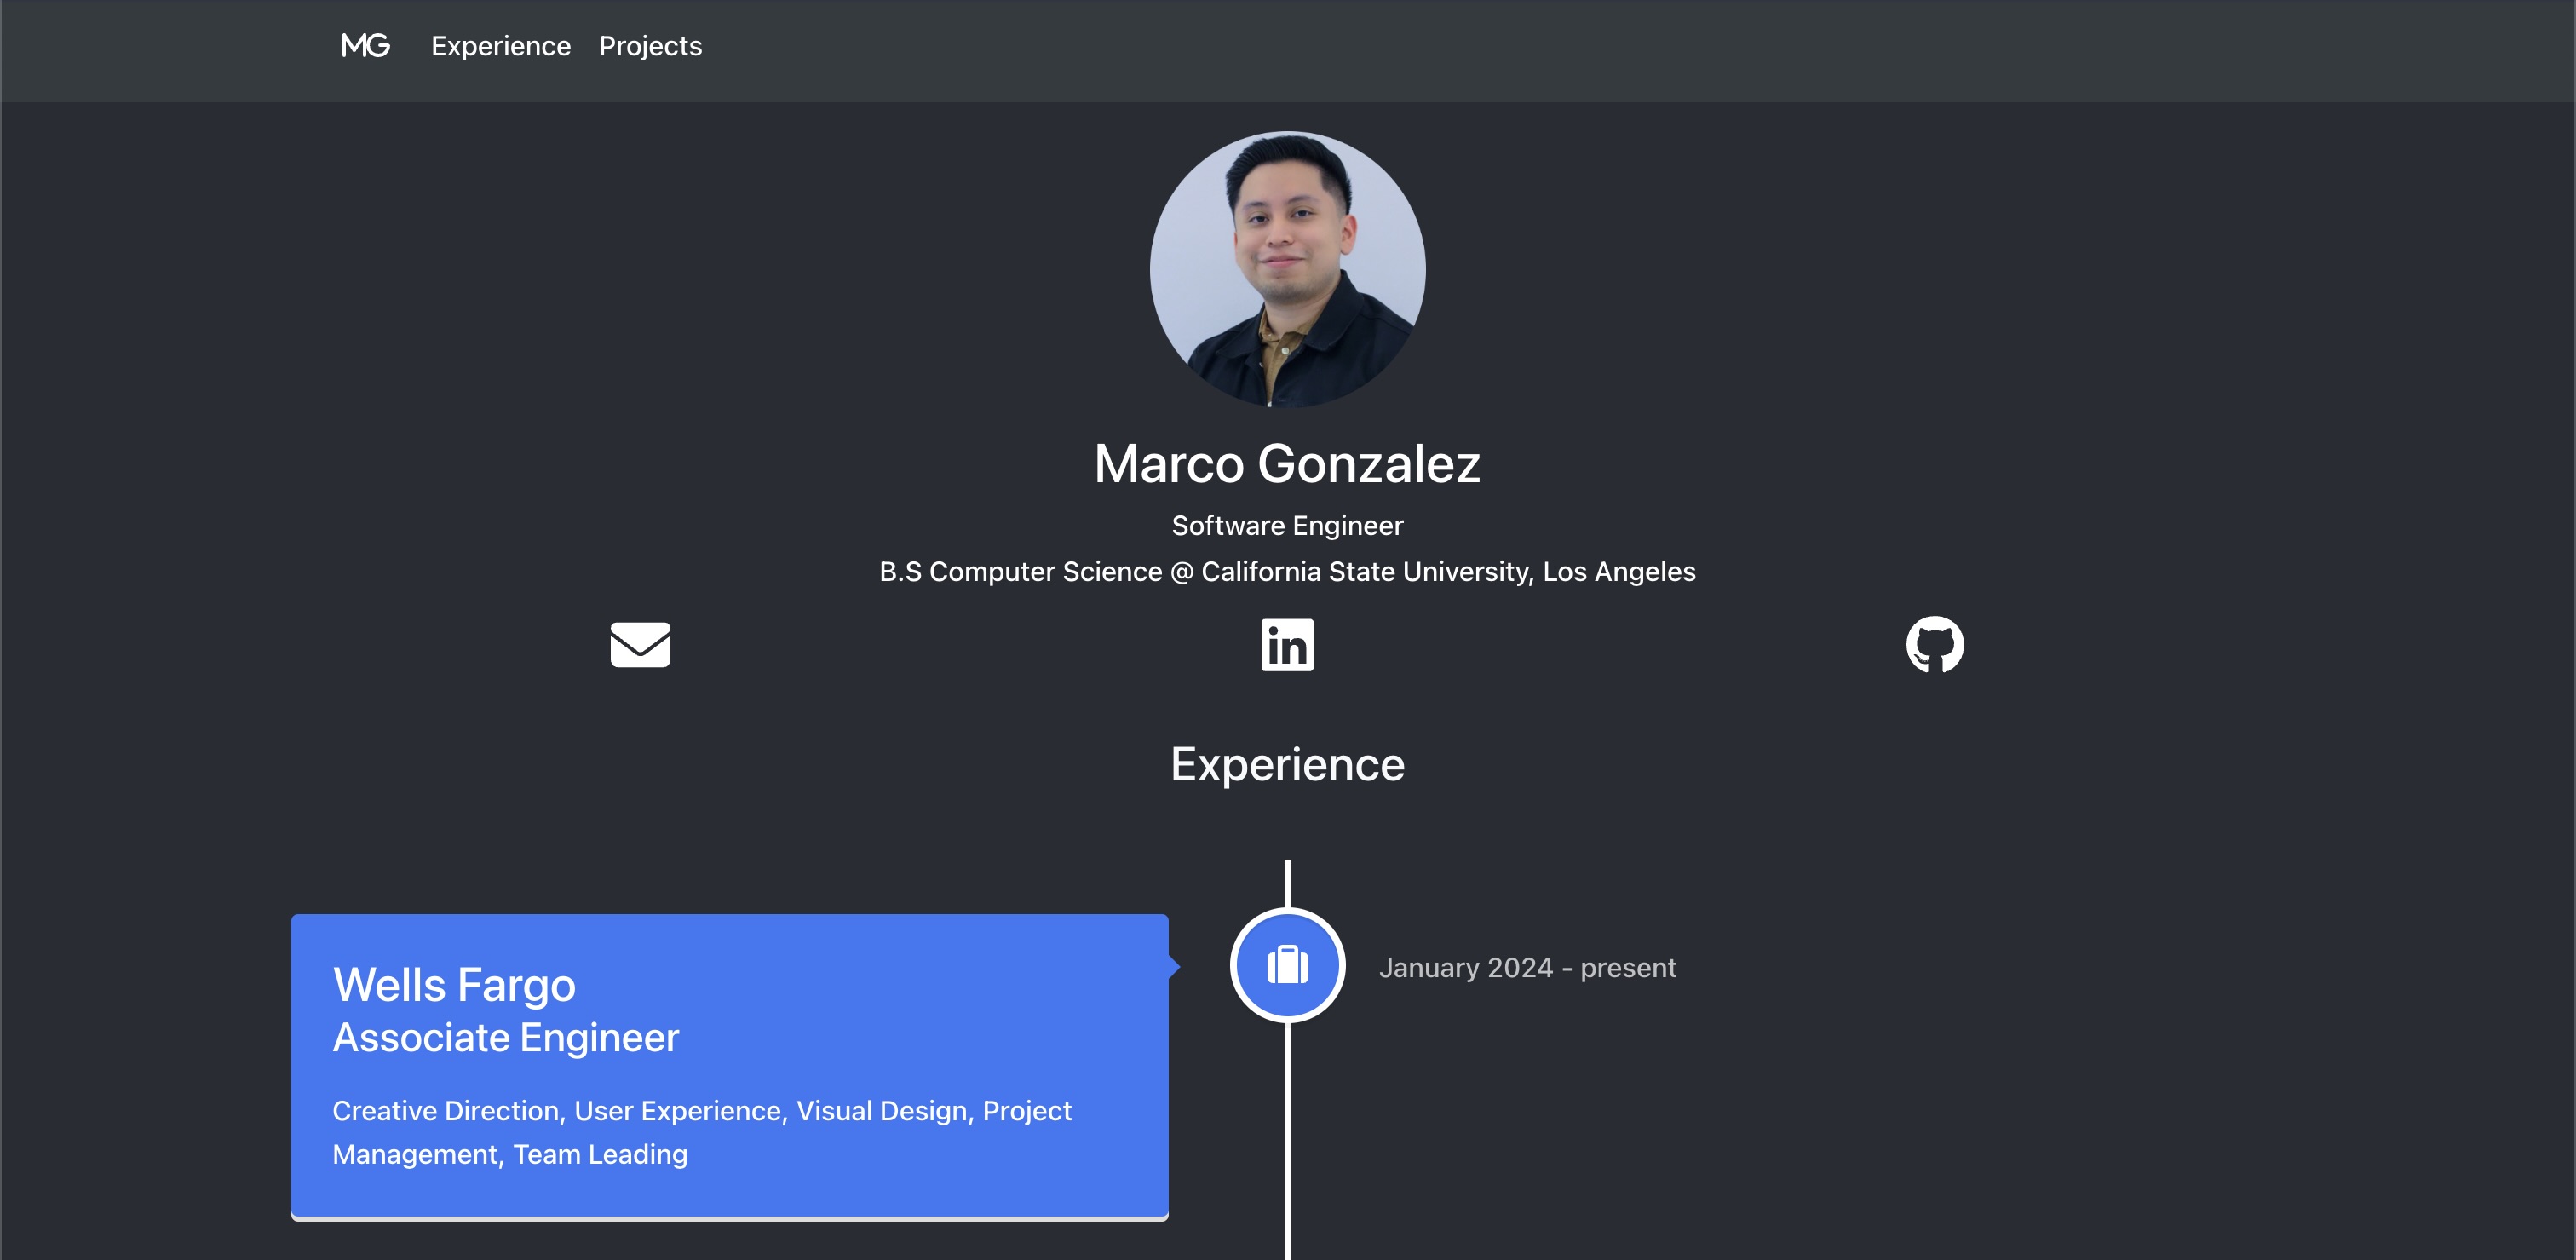 MG Experience Projects
Marco Gonzalez
Software Engineer
B.S Computer Science @ California State University, Los Angeles
in
Experience
Wells Fargo
Associate Engineer
Creative Direction, User Experience, Visual Design, Project
Management, Team Leading
January 2024 - present